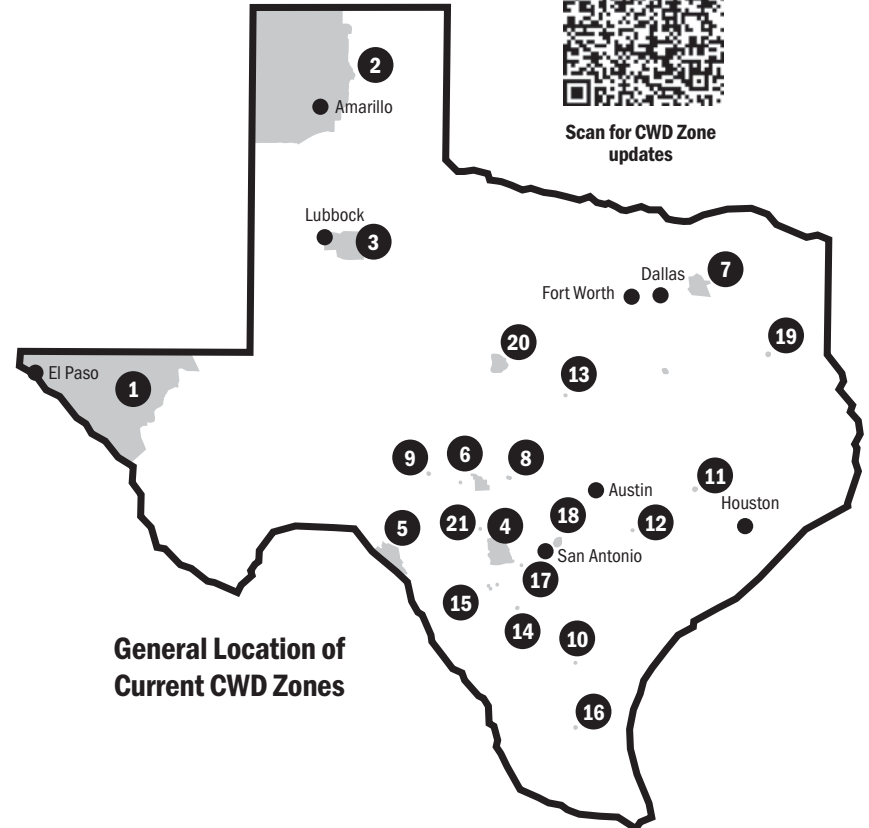 2
Amarillo
Scan for CWD Zone
updates
Lubbock
3
Dallas
7
Fort Worth
19
20
13
El Paso
1
9
6
8
11
Austin
Houston
5
21
4
18
12
San Antonio
17
15
14
10
General Location of
Current CWD Zones
16